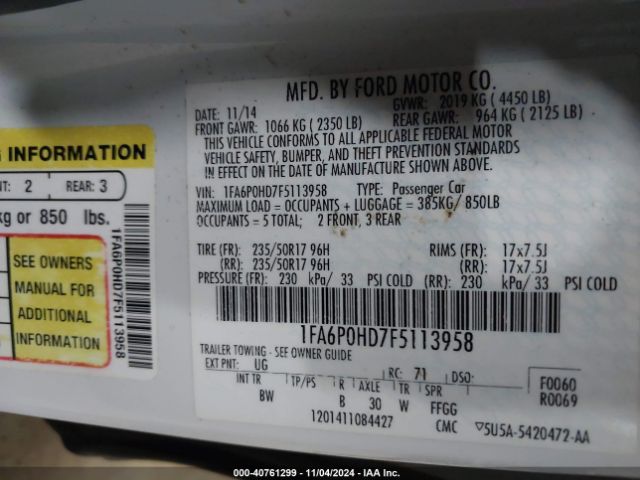 MFD. BY FORD MOTOR CO.
DATE: 11/14
GVWR: 2019 KG ( 4450 LB)
FRONT GAWR: 1066 KG ( 2350 LB)
REAR GAWR: 964 KG ( 2125 LB)
THIS VEHICLE CONFORMS TO ALL APPLICABLE FEDERAL MOTOR
VEHICLE SAFETY, BUMPER, AND THEFT PREVENTION STANDARDS
IN EFFECT ON THE DATE OF MANUFACTURE SHOWN ABOVE.
VIN: 1FA6P0HD7F5113958 TYPE: Passenger Car
MAXIMUM LOAD = OCCUPANTS + LUGGAGE = 385KG/ 850LB
OCCUPANTS = 5 TOTAL; 2 FRONT, 3 REAR
TIRE (FR): 235/50R17 96H RIMS (FR): 17x7.5J
(RR): 235/50R17 96H (RR): 17x7.5J
PRESSURE (FR): 230 kPa/ 33 PSI COLD (RR): 230 kPa/ 33 PSI COLD
1FA6P0HD7F5113958
TRAILER TOWING - SEE OWNER GUIDE
EXT PNT: UG RC: 71 DSO:
INT TR TP/PS R AXLE TR SPR
BW B 30 W FFGG
F0060
R0069
1201411084427 CMC ▽5U5A-5420472-AA
INFORMATION
2 REAR: 3
kg or 850 lbs.
SEE OWNERS
MANUAL FOR
ADDITIONAL
INFORMATION
1FA6P0HD7F5113958
000-40761299 - 11/04/2024 - IAA Inc.